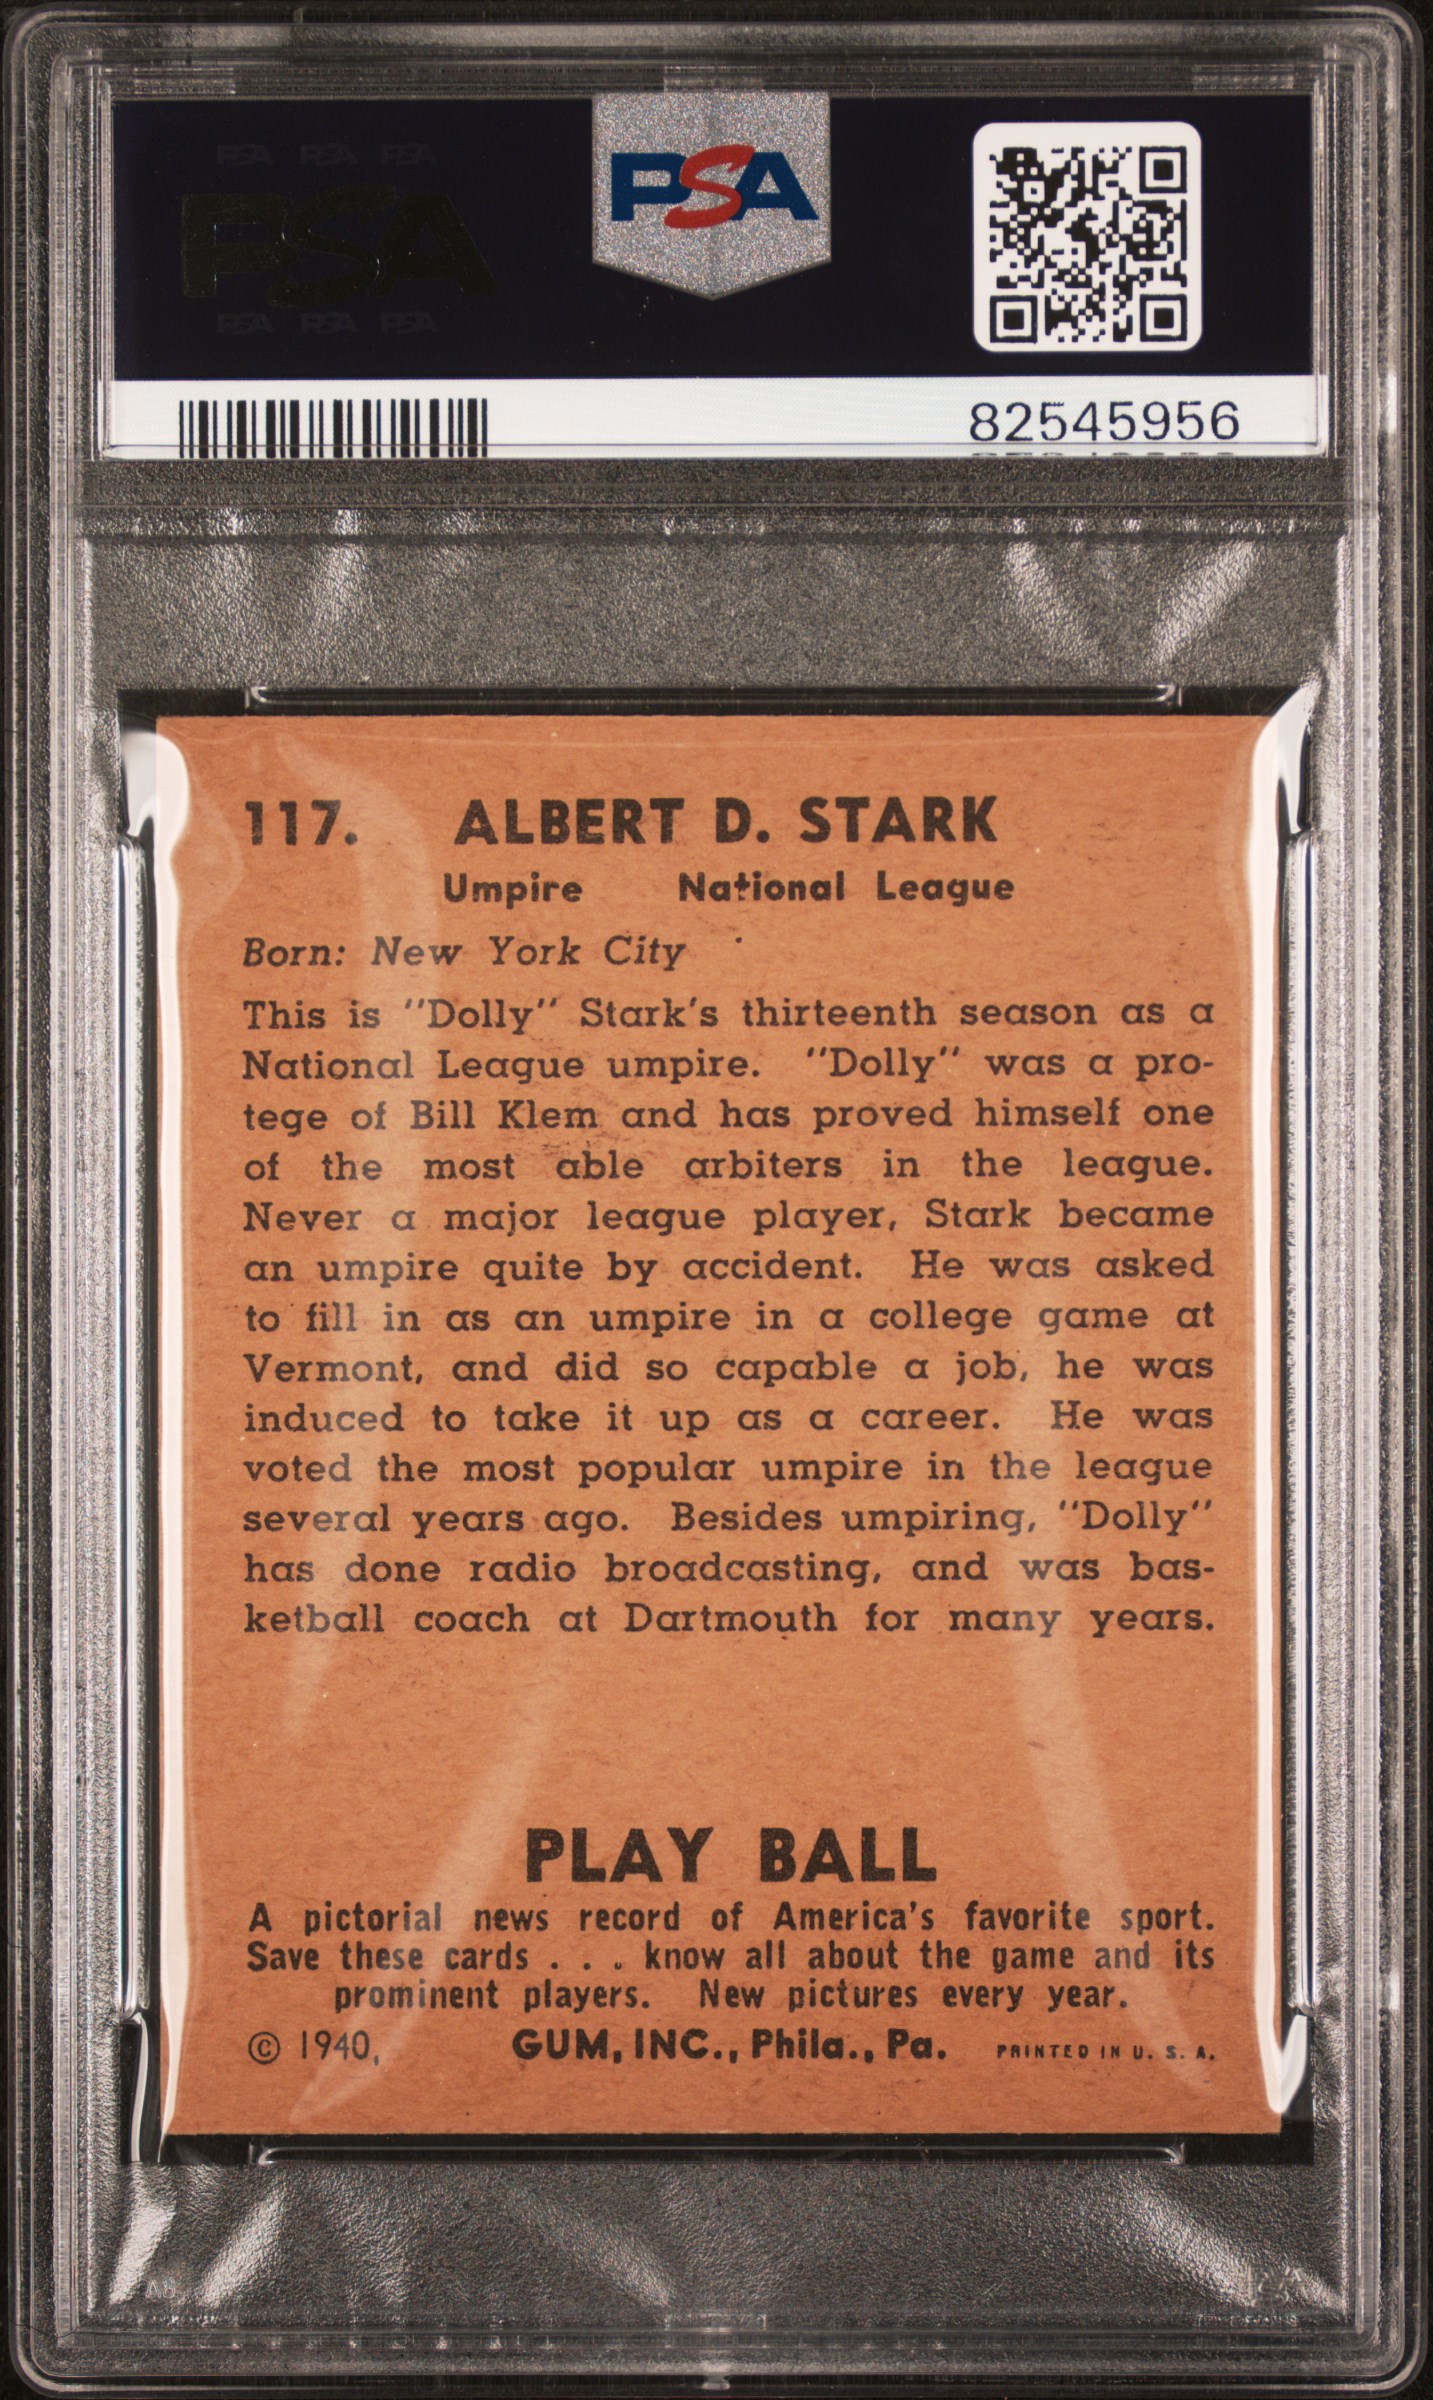 PSA PSA PSA
PSA
PSA PSA PSA
PSA
82545956
117. ALBERT D. STARK
Umpire National League
Born: New York City
This is "Dolly" Stark's thirteenth season as a
National League umpire. "Dolly" was a pro-
tege of Bill Klem and has proved himself one
of the most able arbiters in the league.
Never a major league player, Stark became
an umpire quite by accident. He was asked
to fill in as an umpire in a college game at
Vermont, and did so capable a job, he was
induced to take it up as a career. He was
voted the most popular umpire in the league
several years ago. Besides umpiring, "Dolly"
has done radio broadcasting, and was bas-
ketball coach at Dartmouth for many years.
PLAY BALL
A pictorial news record of America's favorite sport.
Save these cards . . . know all about the game and its
prominent players. New pictures every year.
© 1940, GUM, INC., Phila., Pa. PRINTED IN U. S. A.